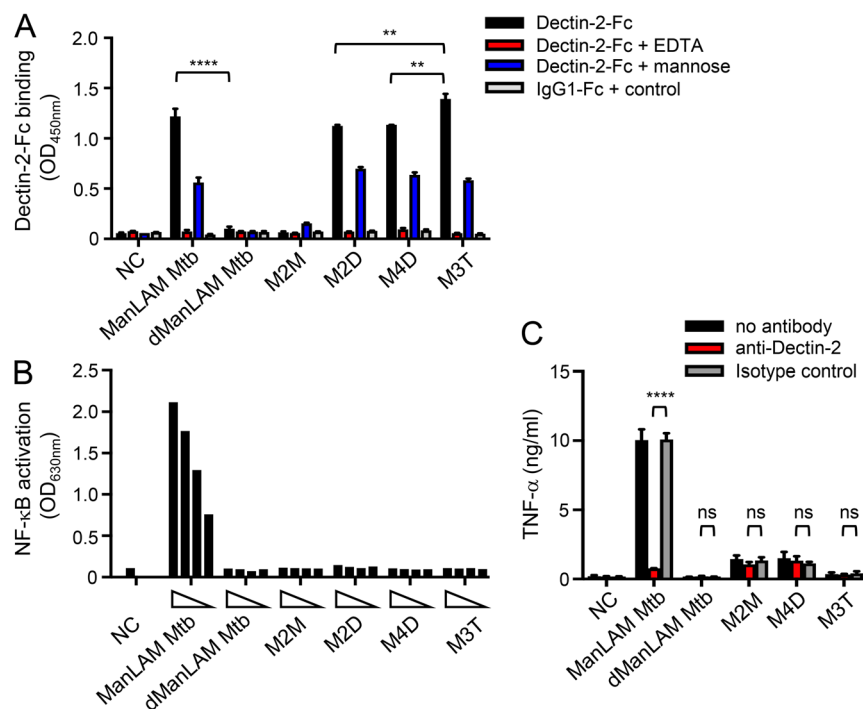 A
Dectin-2-Fc
Dectin-2-Fc + EDTA
Dectin-2-Fc + mannose
IgG1-Fc + control
Dectin-2-Fc binding
(OD450nm)
2.0
1.5
1.0
0.5
0
****
**
**
NC
ManLAM Mtb
dManLAM Mtb
M2M
M2D
M4D
M3T
B
NF-κB activation
(OD630nm)
2.5
2.0
1.5
1.0
0.5
0
NC
ManLAM Mtb
dManLAM Mtb
M2M
M2D
M4D
M3T
C
no antibody
anti-Dectin-2
Isotype control
TNF-α (ng/ml)
15
10
5
0
****
ns
ns
ns
ns
NC
ManLAM Mtb
dManLAM Mtb
M2M
M4D
M3T